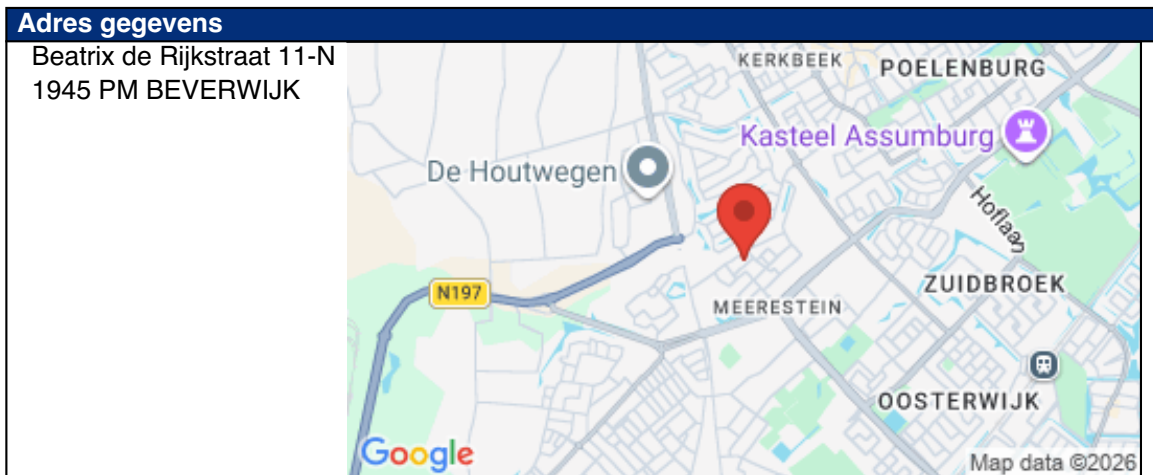 Adres gegevens
Beatrix de Rijkstraat 11-N
1945 PM BEVERWIJK
KERKBEEK
POELENBURG
Kasteel Assumburg
De Houtwegen
Hoflaan
N197
ZUIDBROEK
MEERESTEIN
OOSTERWIJK
Google
Map data ©2026